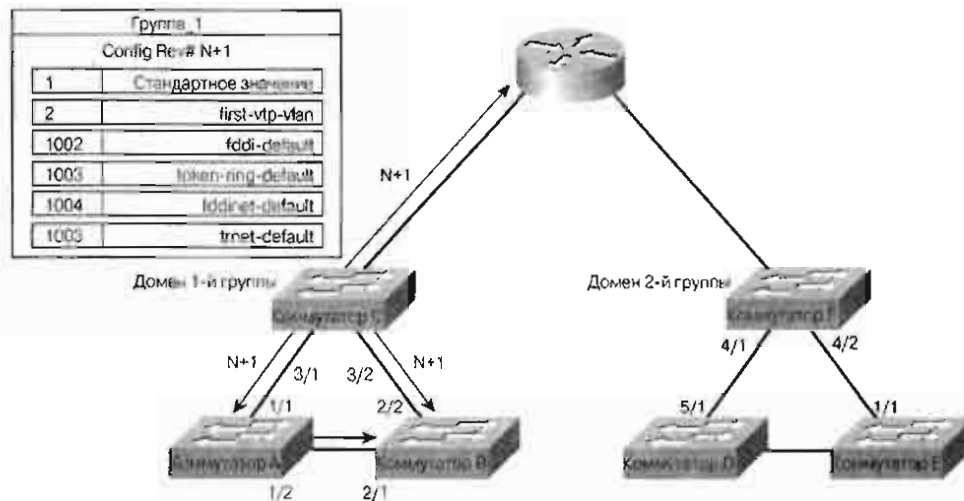 Группа_1
Config Rev# N+1
1 Стандартное значение
2 first-vtp-vlan
1002 fddi-default
1003 token-ring-default
1004 fddinet-default
1003 trnet-default
N+1
Домен 1-й группы
Домен 2-й группы
Коммутатор C
Коммутатор F
N+1
N+1
3/1
3/2
4/1
4/2
1/1
2/2
5/1
1/1
Коммутатор A
Коммутатор B
Коммутатор D
Коммутатор E
1/2
2/1